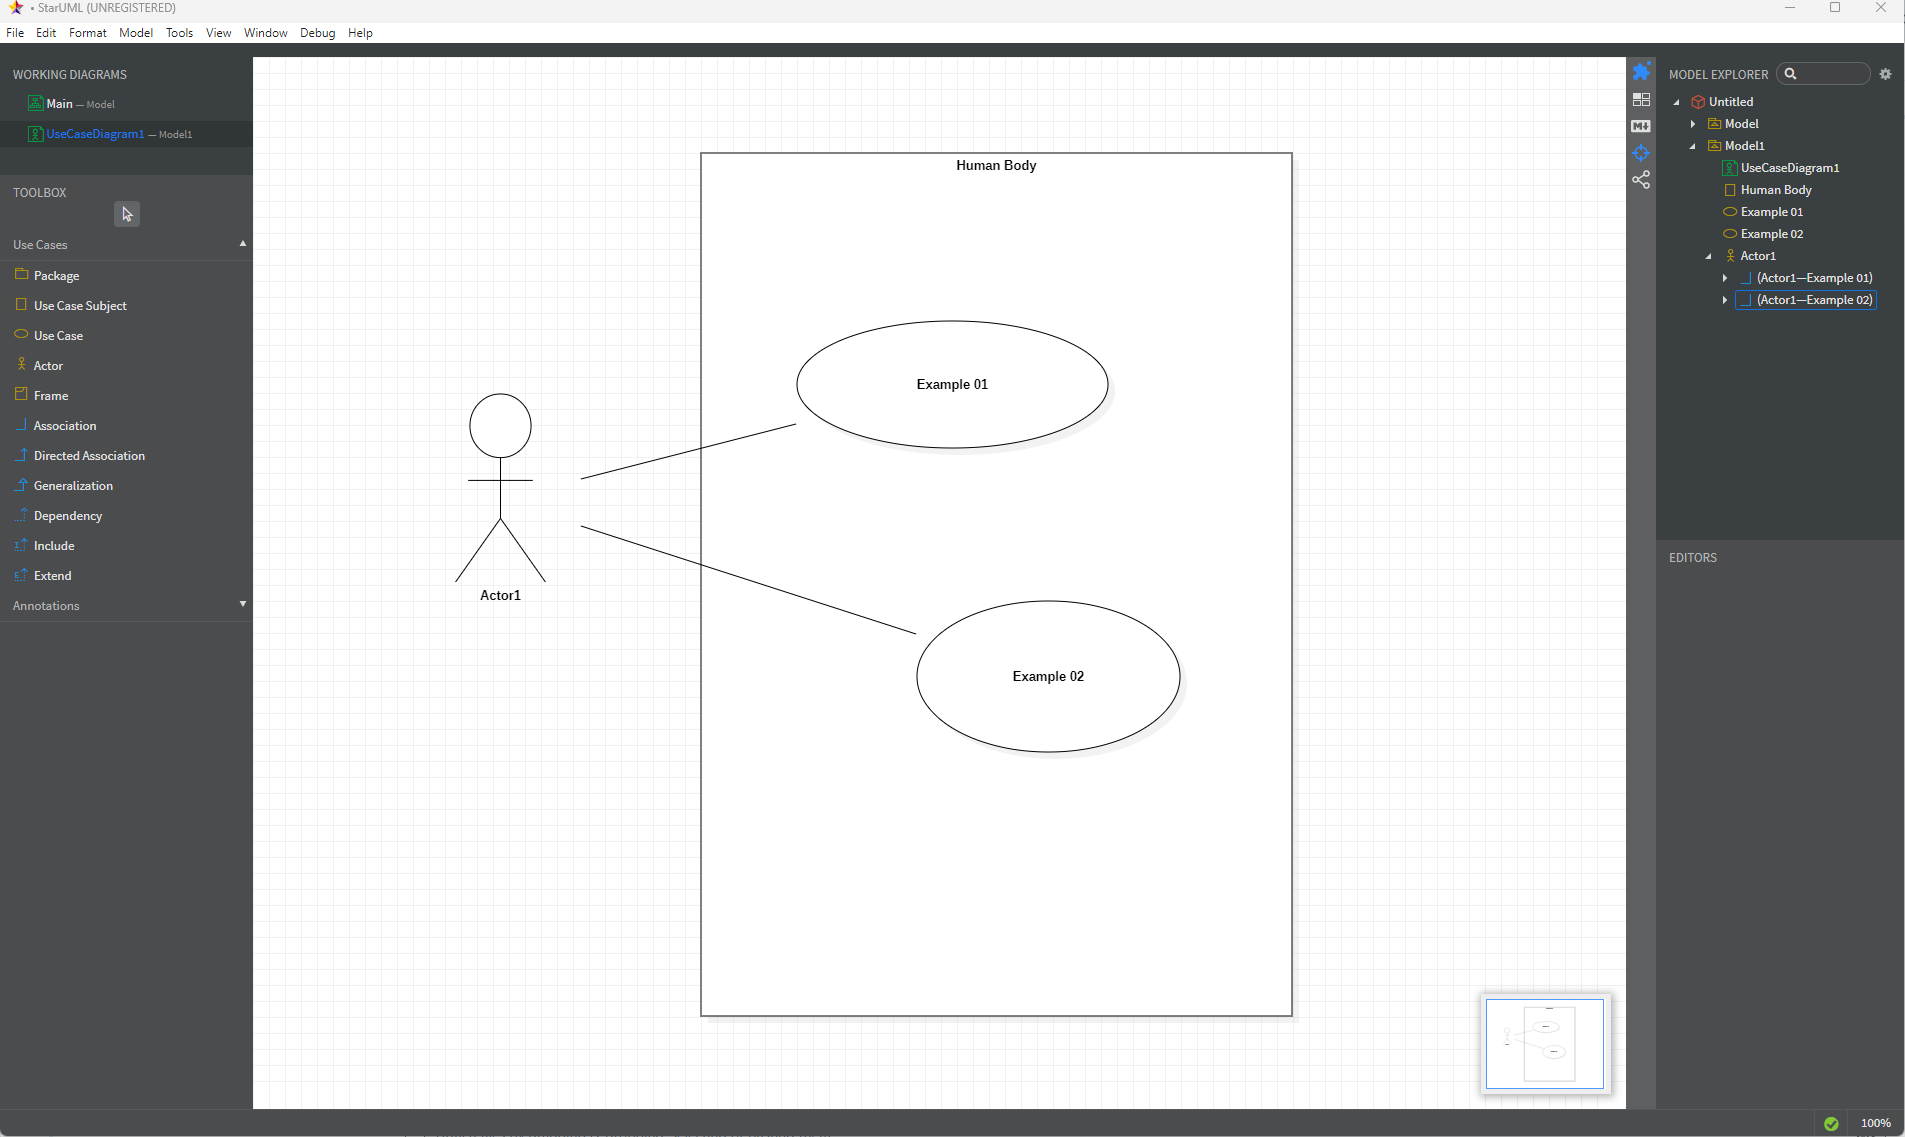 • StarUML (UNREGISTERED)
File Edit Format Model Tools View Window Debug Help
WORKING DIAGRAMS
Main — Model
UseCaseDiagram1 — Model1
TOOLBOX
Use Cases
Package
Use Case Subject
Use Case
Actor
Frame
Association
Directed Association
Generalization
Dependency
Include
Extend
Annotations
Human Body
Example 01
Actor1
Example 02
MODEL EXPLORER
Untitled
Model
Model1
UseCaseDiagram1
Human Body
Example 01
Example 02
Actor1
(Actor1—Example 01)
(Actor1—Example 02)
EDITORS
100%